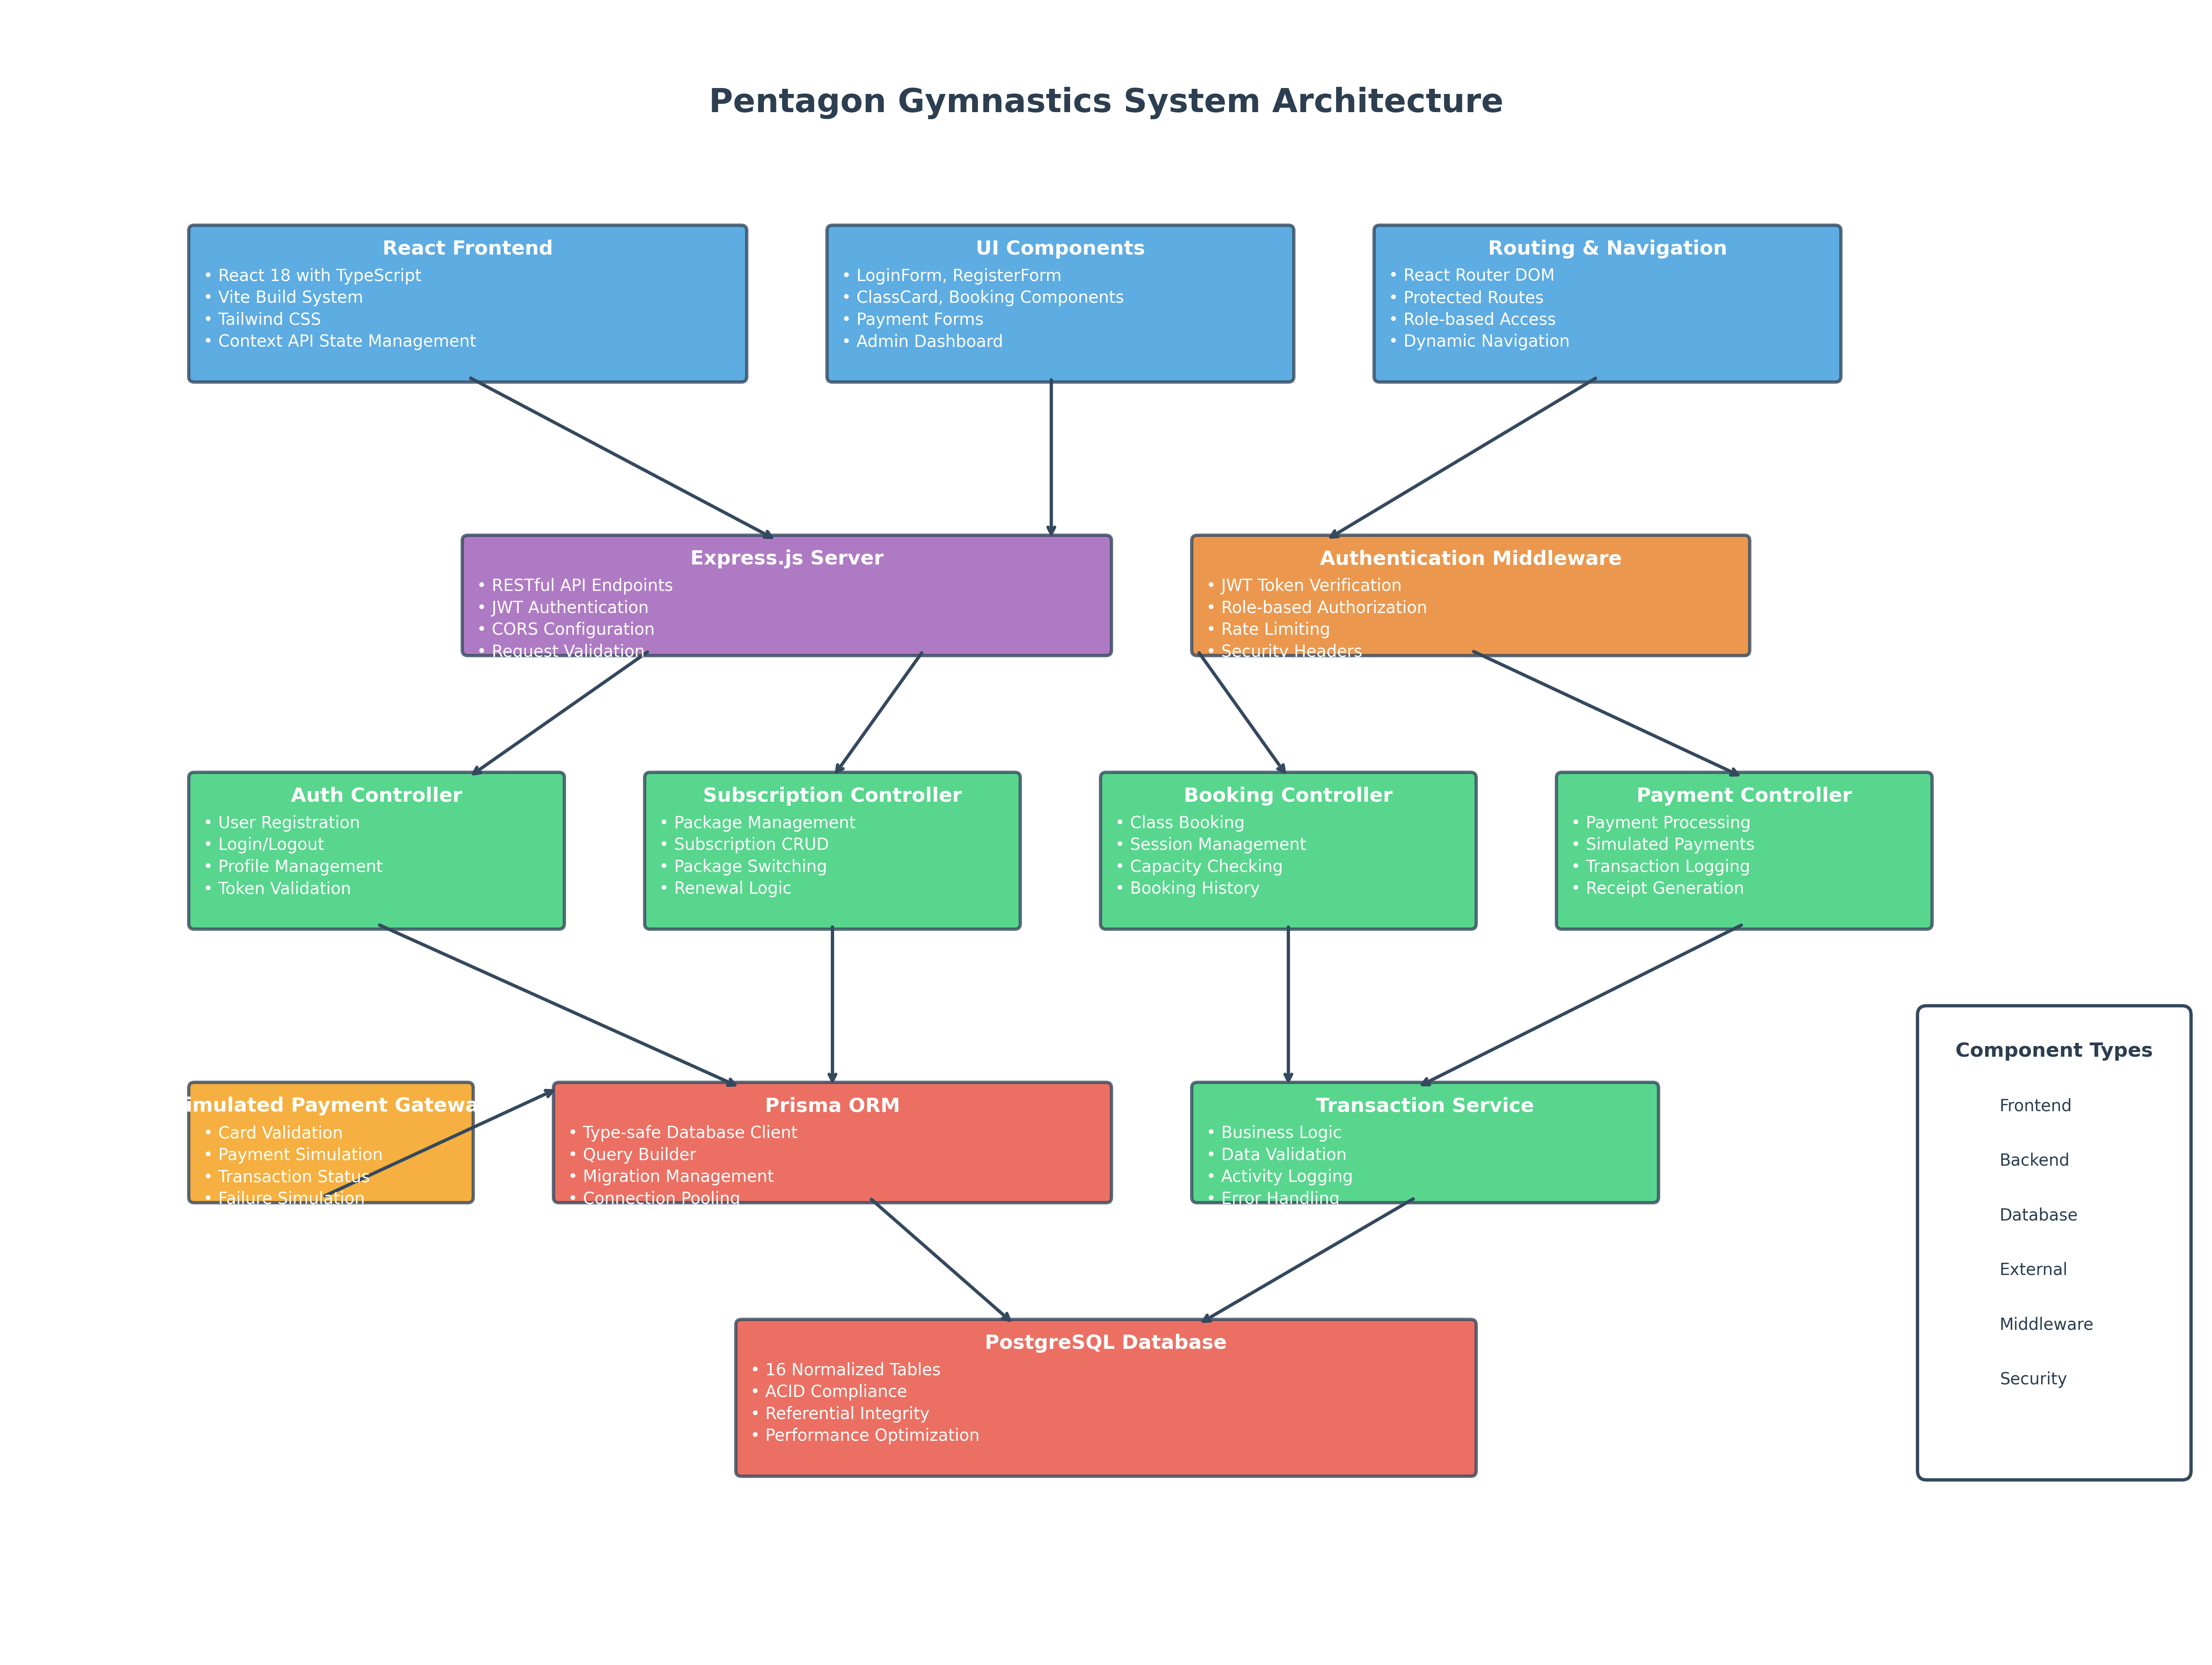 Pentagon Gymnastics System Architecture
React Frontend
• React 18 with TypeScript
• Vite Build System
• Tailwind CSS
• Context API State Management
UI Components
• LoginForm, RegisterForm
• ClassCard, Booking Components
• Payment Forms
• Admin Dashboard
Routing & Navigation
• React Router DOM
• Protected Routes
• Role-based Access
• Dynamic Navigation
Express.js Server
• RESTful API Endpoints
• JWT Authentication
• CORS Configuration
• Request Validation
Authentication Middleware
• JWT Token Verification
• Role-based Authorization
• Rate Limiting
• Security Headers
Auth Controller
• User Registration
• Login/Logout
• Profile Management
• Token Validation
Subscription Controller
• Package Management
• Subscription CRUD
• Package Switching
• Renewal Logic
Booking Controller
• Class Booking
• Session Management
• Capacity Checking
• Booking History
Payment Controller
• Payment Processing
• Simulated Payments
• Transaction Logging
• Receipt Generation
imulated Payment Gatewa
• Card Validation
• Payment Simulation
• Transaction Status
• Failure Simulation
Prisma ORM
• Type-safe Database Client
• Query Builder
• Migration Management
• Connection Pooling
Transaction Service
• Business Logic
• Data Validation
• Activity Logging
• Error Handling
PostgreSQL Database
• 16 Normalized Tables
• ACID Compliance
• Referential Integrity
• Performance Optimization
Component Types
Frontend
Backend
Database
External
Middleware
Security